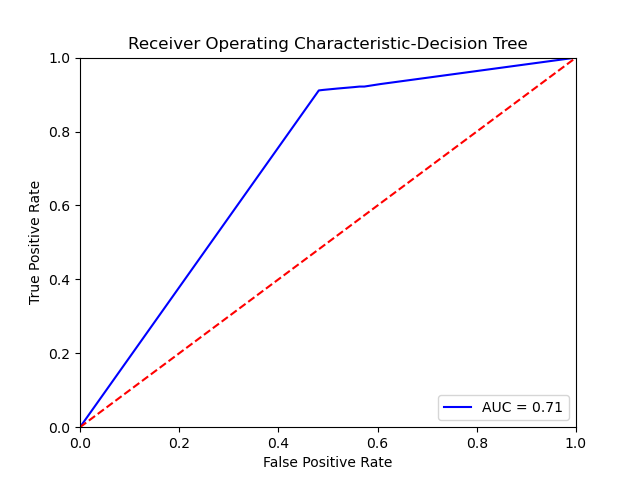 Receiver Operating Characteristic-Decision Tree
1.0
0.8
0.6
0.4
0.2
0.0
True Positive Rate
AUC = 0.71
0.0 0.2 0.4 0.6 0.8 1.0
False Positive Rate